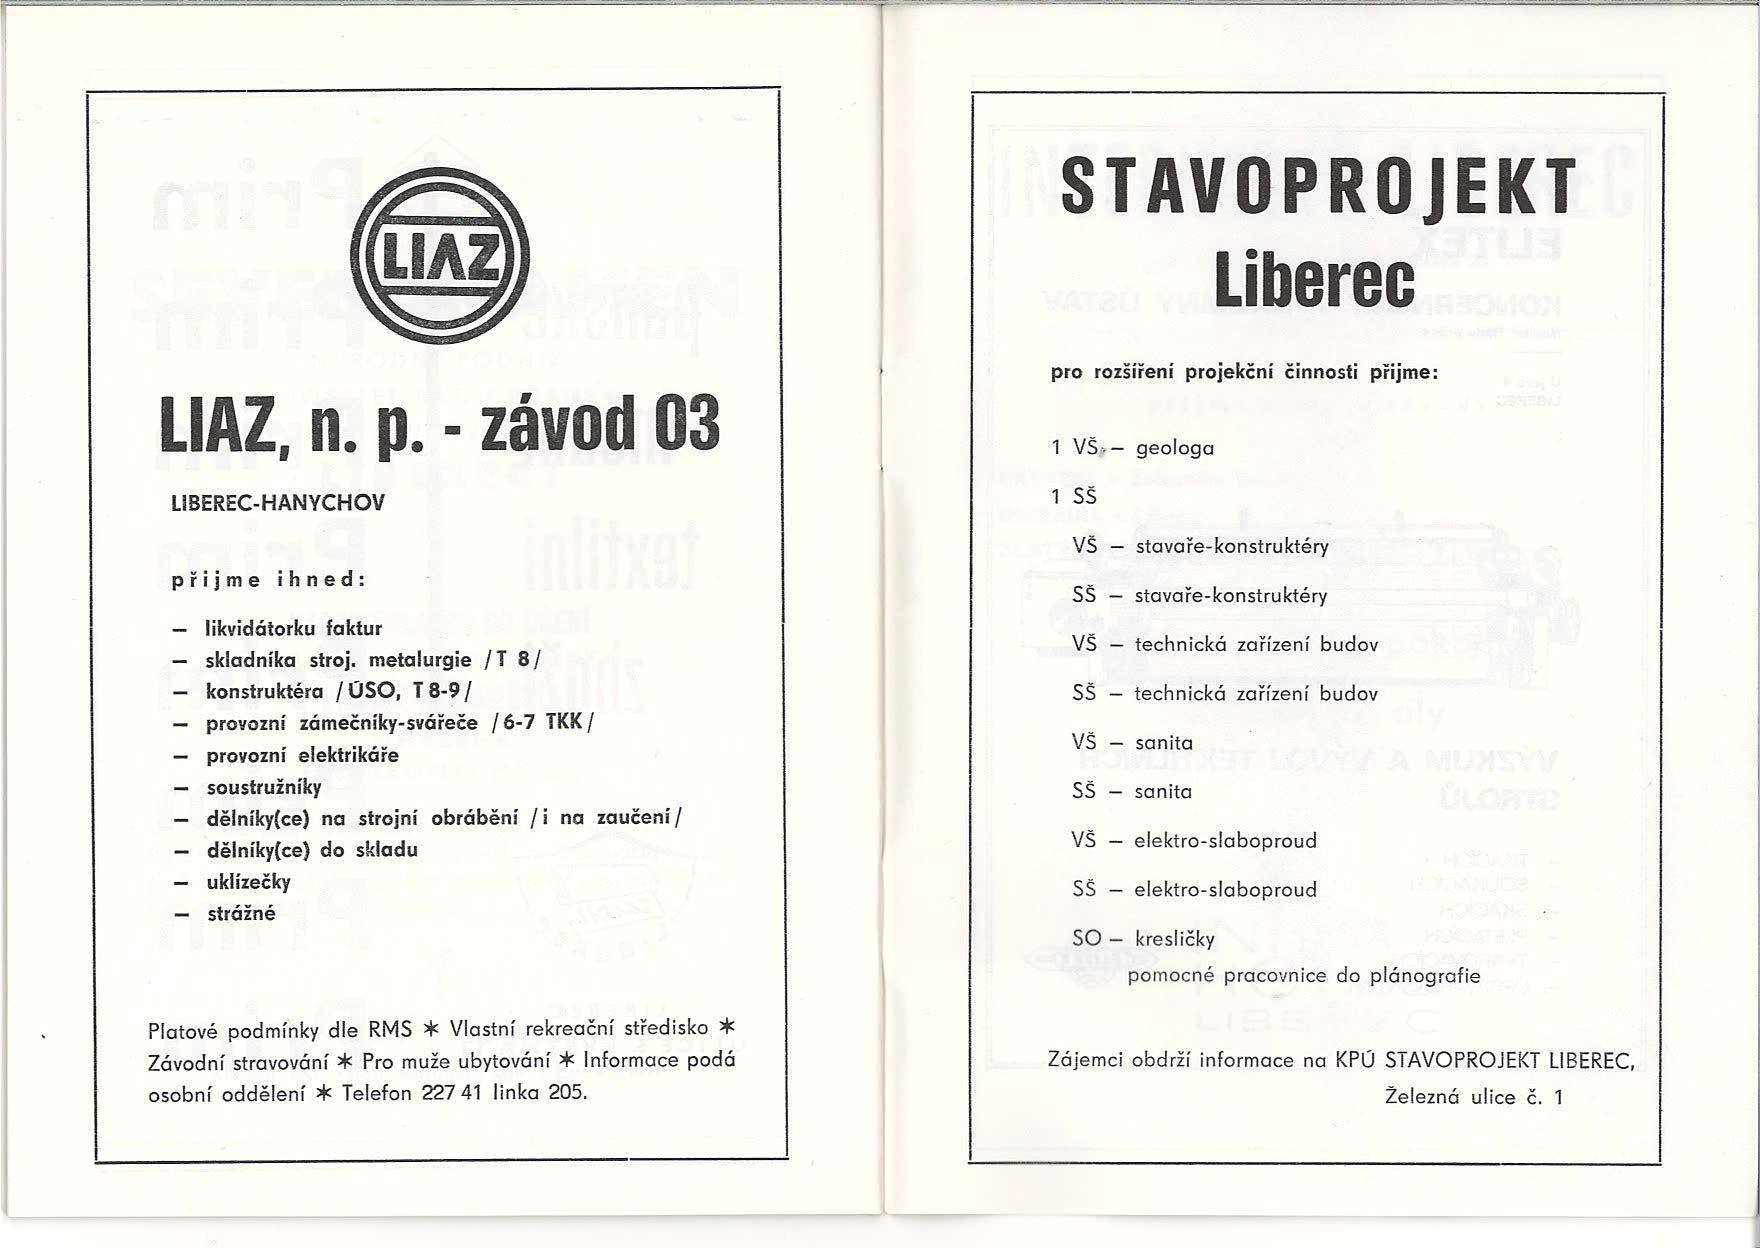 LIAZ
LIAZ, n. p. - závod 03
LIBEREC-HANYCHOV
přijme ihned:
— likvidátorku faktur
— skladníka stroj. metalurgie /T 8/
— konstruktéra /ÚSO, T 8-9/
— provozní zámečníky-svářeče /6-7 TKK/
— provozní elektrikáře
— soustružníky
— dělníky(ce) na strojní obrábění /i na zaučení/
— dělníky(ce) do skladu
— uklízečky
— strážné
Platové podmínky dle RMS ✶ Vlastní rekreační středisko ✶
Závodní stravování ✶ Pro muže ubytování ✶ Informace podá
osobní oddělení ✶ Telefon 227 41 linka 205.
STAVOPROJEKT
Liberec
pro rozšíření projekční činnosti přijme:
1 VŠ — geologa
1 SŠ
VŠ — stavaře-konstruktéry
SŠ — stavaře-konstruktéry
VŠ — technická zařízení budov
SŠ — technická zařízení budov
VŠ — sanita
SŠ — sanita
VŠ — elektro-slaboproud
SŠ — elektro-slaboproud
SO — kresličky
pomocné pracovnice do plánografie
Zájemci obdrží informace na KPÚ STAVOPROJEKT LIBEREC,
Železná ulice č. 1